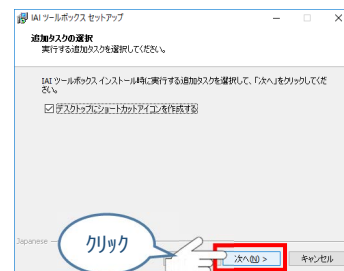 IAI ツールボックス セットアップ
追加タスクの選択
実行する追加タスクを選択してください。
IAI ツールボックス インストール時に実行する追加タスクを選択して、「次へ」をクリックしてくだ
さい。
デスクトップにショートカットアイコンを作成する
Japanese
クリック
次へ(N) >
キャンセル